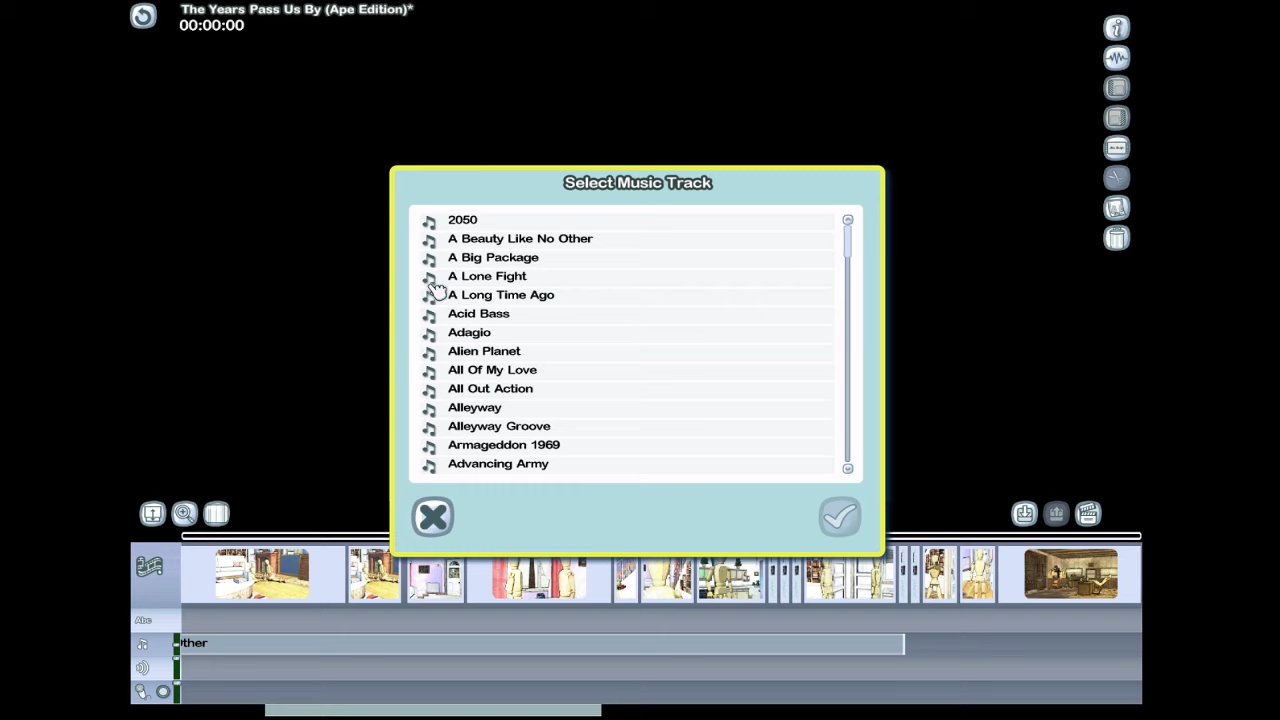 The Years Pass Us By (Ape Edition)*
00:00:00
Select Music Track
2050
A Beauty Like No Other
A Big Package
A Lone Fight
A Long Time Ago
Acid Bass
Adagio
Alien Planet
All Of My Love
All Out Action
Alleyway
Alleyway Groove
Armageddon 1969
Advancing Army
Abc
ther